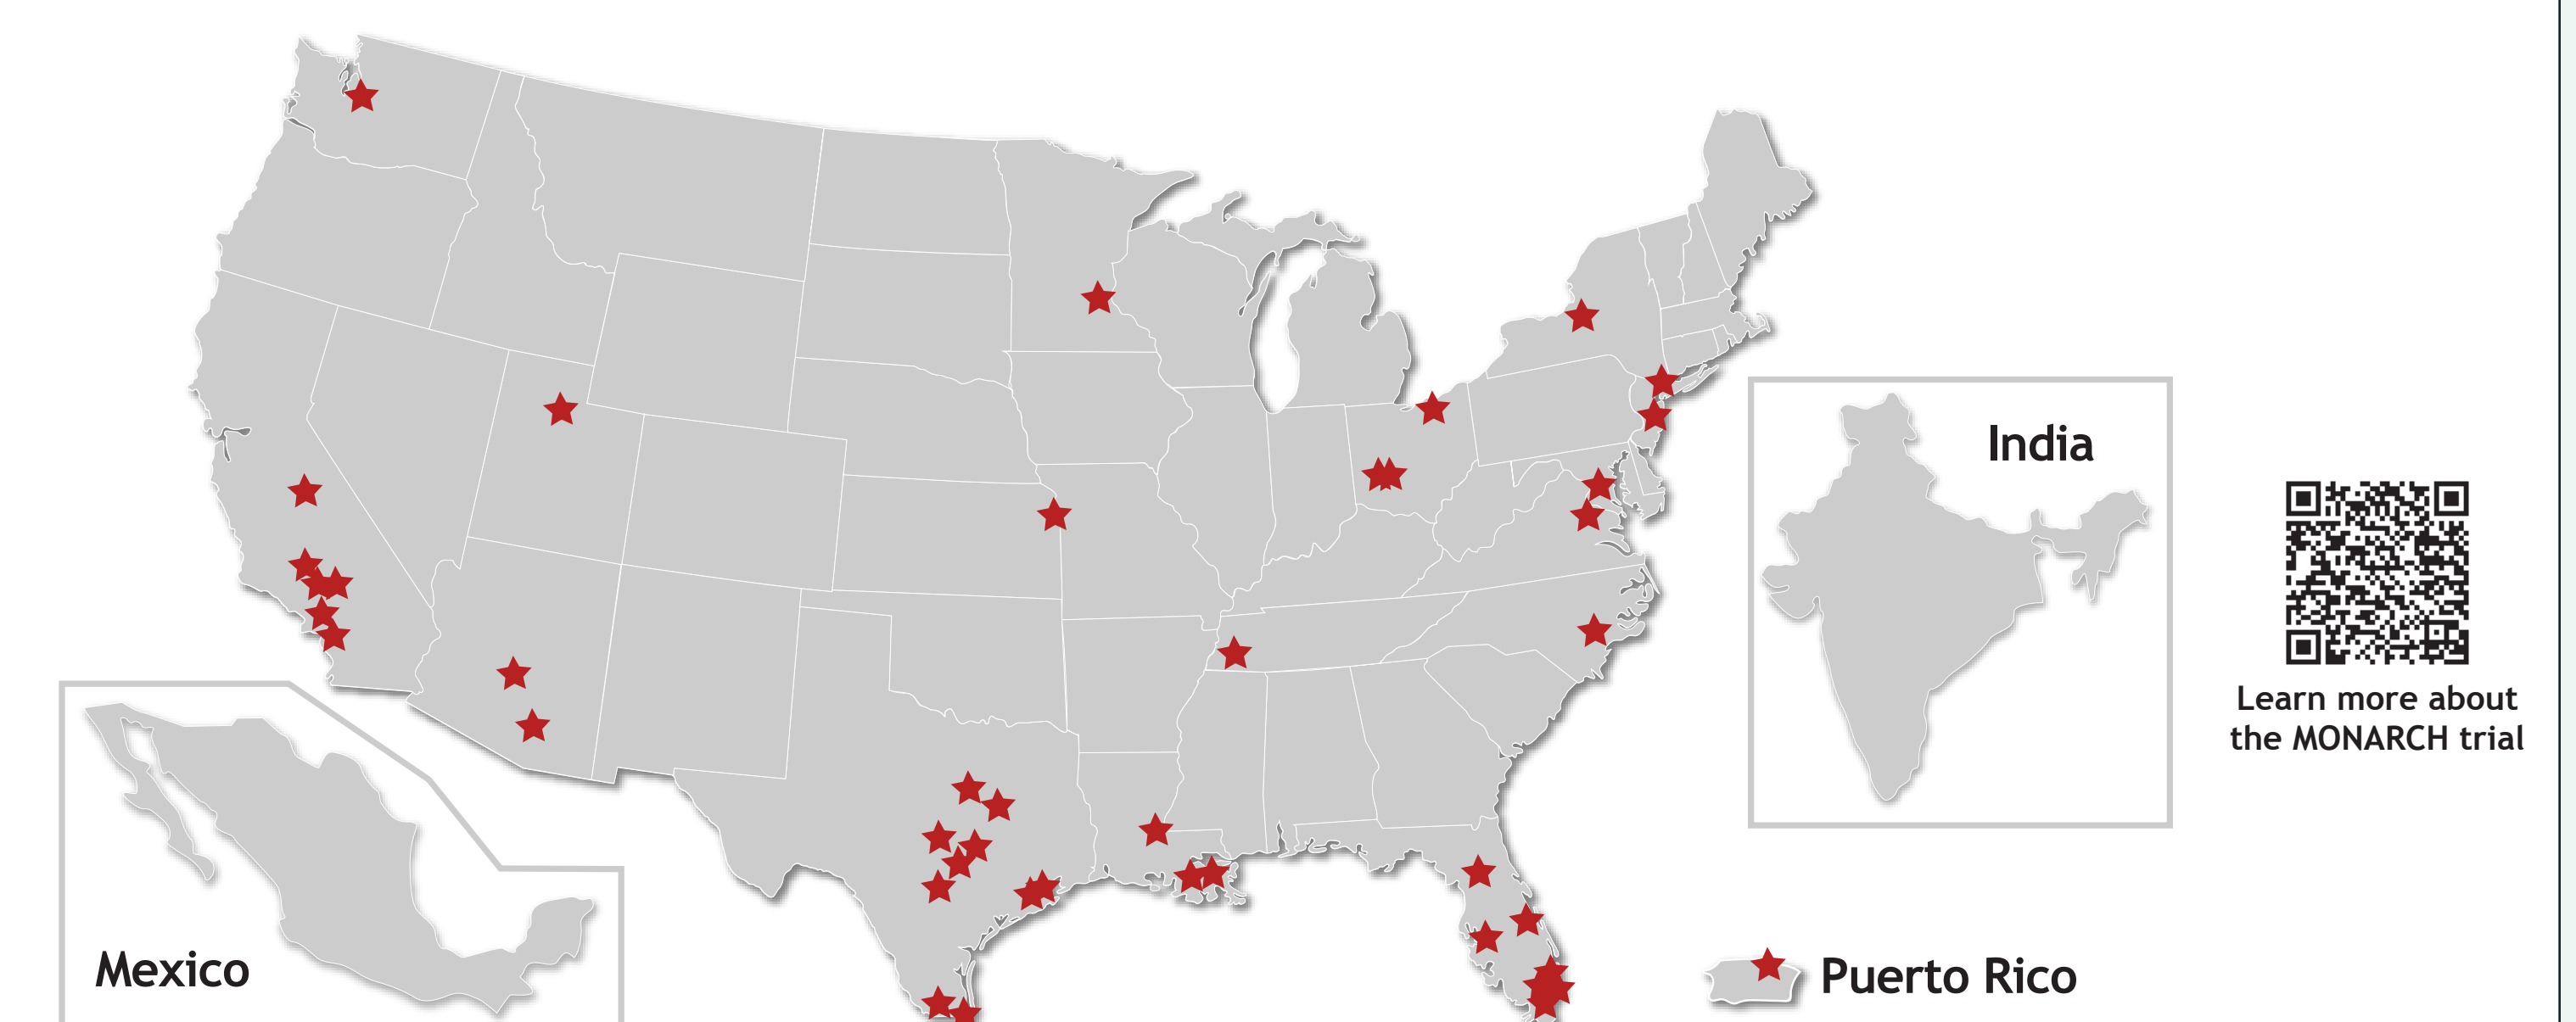 India
Learn more about
the MONARCH trial
Mexico
Puerto Rico